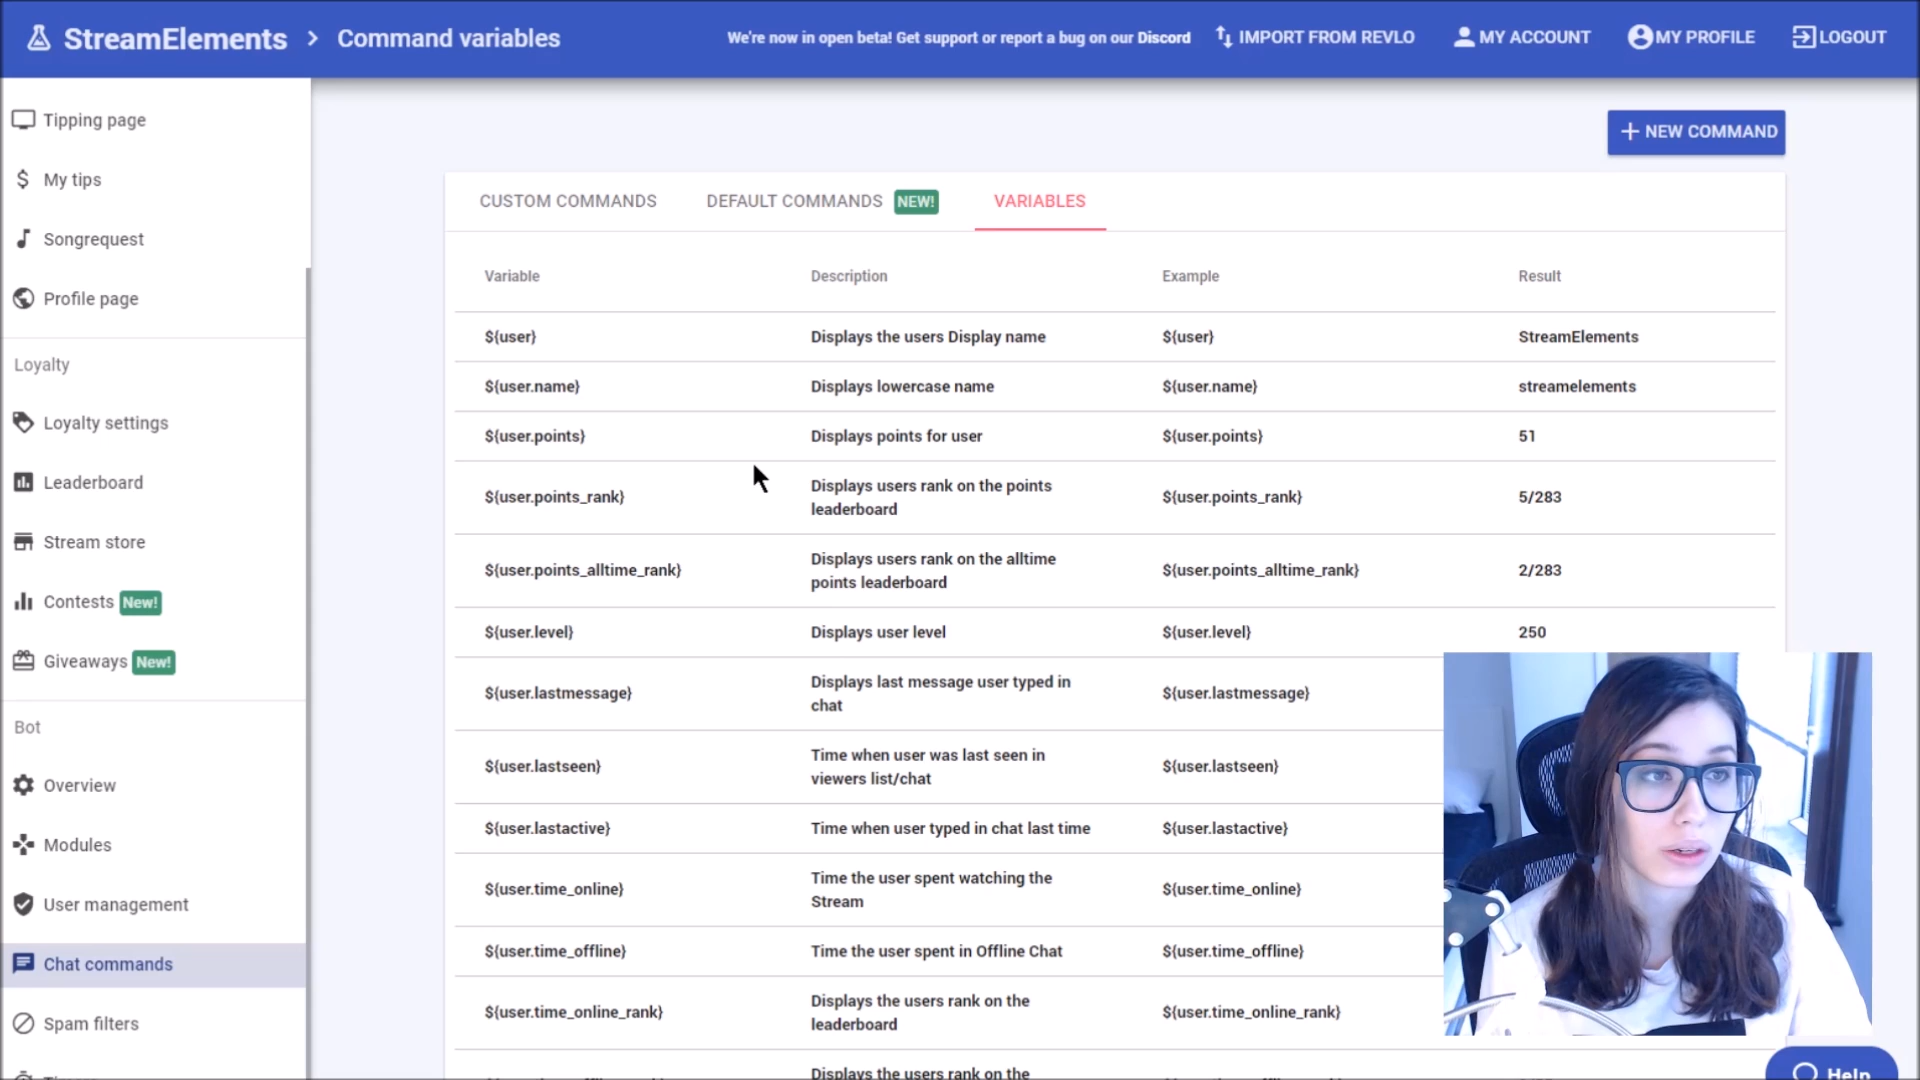 StreamElements > Command variables
We're now in open beta! Get support or report a bug on our Discord
IMPORT FROM REVLO
MY ACCOUNT
MY PROFILE
LOGOUT
Tipping page
My tips
Songrequest
Profile page
Loyalty
Loyalty settings
Leaderboard
Stream store
Contests New!
Giveaways New!
Bot
Overview
Modules
User management
Chat commands
Spam filters
+ NEW COMMAND
CUSTOM COMMANDS DEFAULT COMMANDS NEW! VARIABLES
Variable Description Example Result
${user} Displays the users Display name ${user} StreamElements
${user.name} Displays lowercase name ${user.name} streamelements
${user.points} Displays points for user ${user.points} 51
${user.points_rank} Displays users rank on the points
leaderboard ${user.points_rank} 5/283
${user.points_alltime_rank} Displays users rank on the alltime
points leaderboard ${user.points_alltime_rank} 2/283
${user.level} Displays user level ${user.level} 250
${user.lastmessage} Displays last message user typed in
chat ${user.lastmessage}
${user.lastseen} Time when user was last seen in
viewers list/chat ${user.lastseen}
${user.lastactive} Time when user typed in chat last time ${user.lastactive}
${user.time_online} Time the user spent watching the
Stream ${user.time_online}
${user.time_offline} Time the user spent in Offline Chat ${user.time_offline}
${user.time_online_rank} Displays the users rank on the
leaderboard ${user.time_online_rank}
Displays the users rank on the
Help